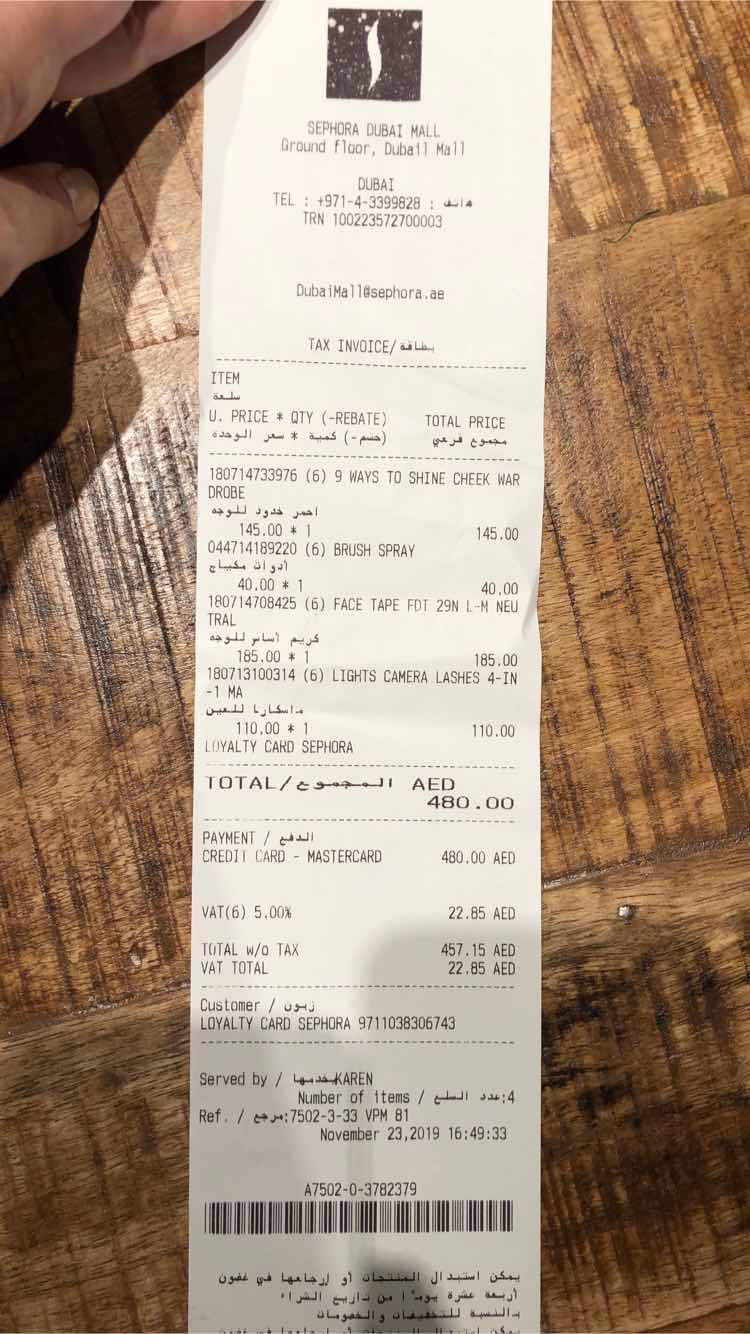 SEPHORA DUBAI MALL
Ground floor, Dubail Mall
DUBAI
TEL : +971-4-3399828 : هاتف
TRN 100223572700003
DubaiMall@sephora.ae
TAX INVOICE/بطاقة
ITEM
سلعة
U. PRICE * QTY (-REBATE) TOTAL PRICE
(حسم-) كمية * سعر الوحدة مجموع فرعي
180714733976 (6) 9 WAYS TO SHINE CHEEK WAR
DROBE
احمر خدود للوجه
145.00 * 1 145.00
044714189220 (6) BRUSH SPRAY
أدوات مكياج
40.00 * 1 40.00
180714708425 (6) FACE TAPE FDT 29N L-M NEU
TRAL
كريم أساس للوجه
185.00 * 1 185.00
180713100314 (6) LIGHTS CAMERA LASHES 4-IN
-1 MA
ماسكارا للعين
110.00 * 1 110.00
LOYALTY CARD SEPHORA
TOTAL/المجموع AED
480.00
PAYMENT / الدفع
CREDIT CARD - MASTERCARD 480.00 AED
VAT(6) 5.00% 22.85 AED
TOTAL w/o TAX 457.15 AED
VAT TOTAL 22.85 AED
Customer / زبون
LOYALTY CARD SEPHORA 9711038306743
Served by / يخدمها KAREN
Number of items / عدد السلع:4
Ref. / مرجع:7502-3-33 VPM 81
November 23,2019 16:49:33
A7502-0-3782379
يمكن استبدال المنتجات أو إرجاعها في غضون
أربعة عشرة يوماً من تاريخ الشراء
بالنسبة للتخفيضات والخصومات